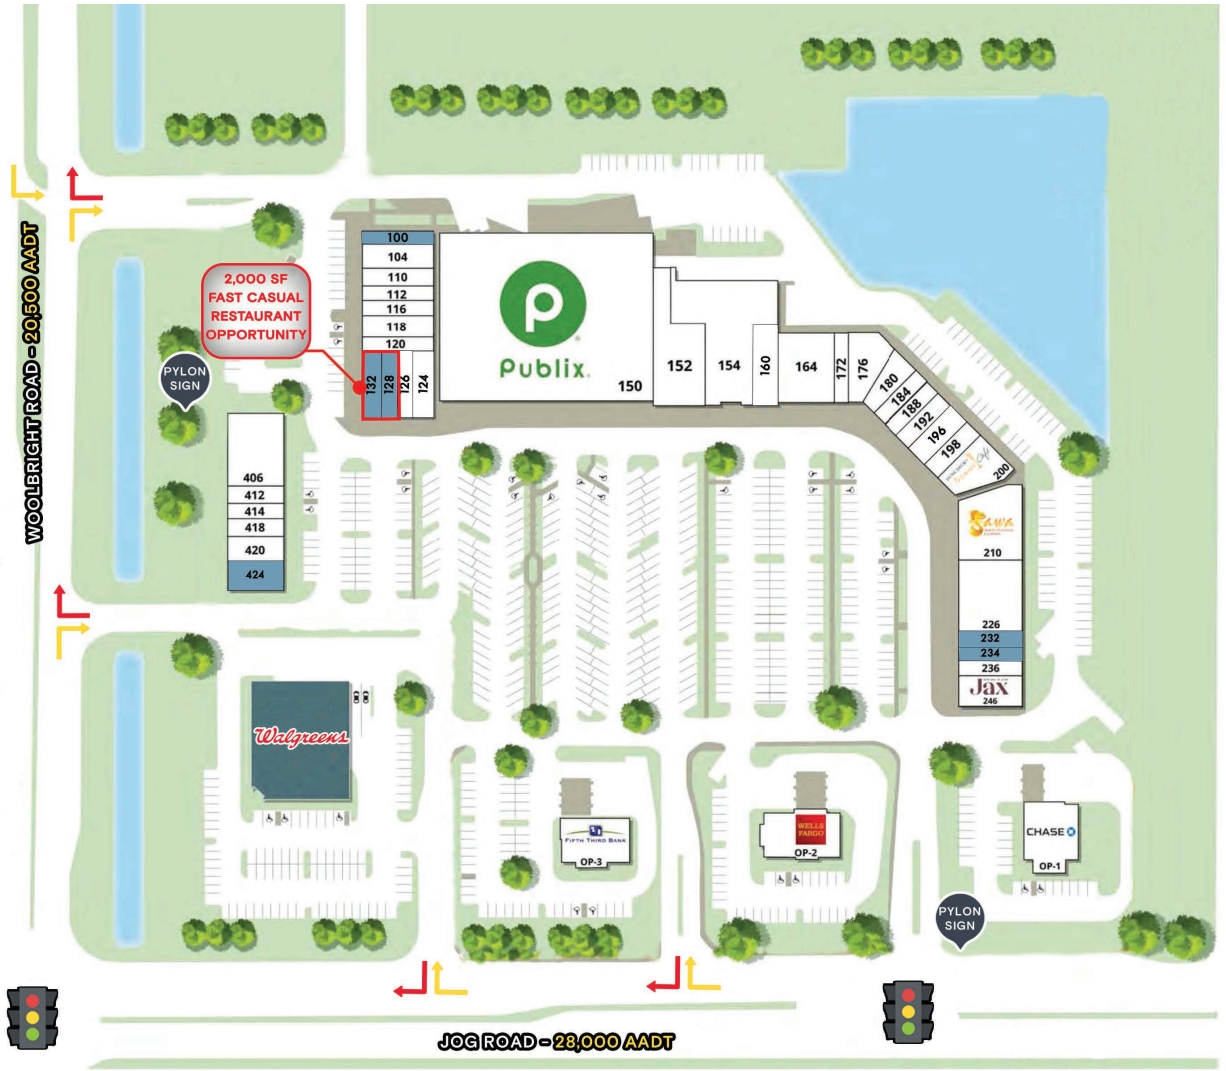 100
104
110
112
116
118
120
132
128
126
124
2,000 SF
FAST CASUAL
RESTAURANT
OPPORTUNITY
WOOLBRIGHT ROAD - 20,500 AADT
PYLON
SIGN
Publix.
150
152
154
160
164
172
176
180
184
188
192
196
198
200
406
412
414
418
420
424
Sawa
210
226
232
234
236
Jax
246
Walgreens
FIFTH THIRD BANK
OP-3
WELLS
FARGO
OP-2
CHASE
OP-1
PYLON
SIGN
JOG ROAD - 28,000 AADT